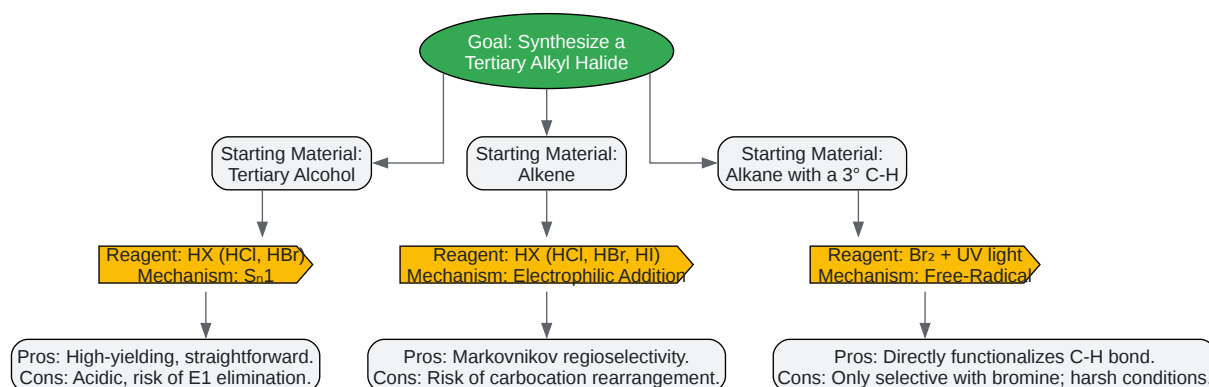 Goal: Synthesize a
Tertiary Alkyl Halide
Starting Material:
Tertiary Alcohol
Starting Material:
Alkene
Starting Material:
Alkane with a 3° C-H
Reagent: HX (HCl, HBr)
Mechanism: Sₙ1
Reagent: HX (HCl, HBr, HI)
Mechanism: Electrophilic Addition
Reagent: Br₂ + UV light
Mechanism: Free-Radical
Pros: High-yielding, straightforward.
Cons: Acidic, risk of E1 elimination.
Pros: Markovnikov regioselectivity.
Cons: Risk of carbocation rearrangement.
Pros: Directly functionalizes C-H bond.
Cons: Only selective with bromine; harsh conditions